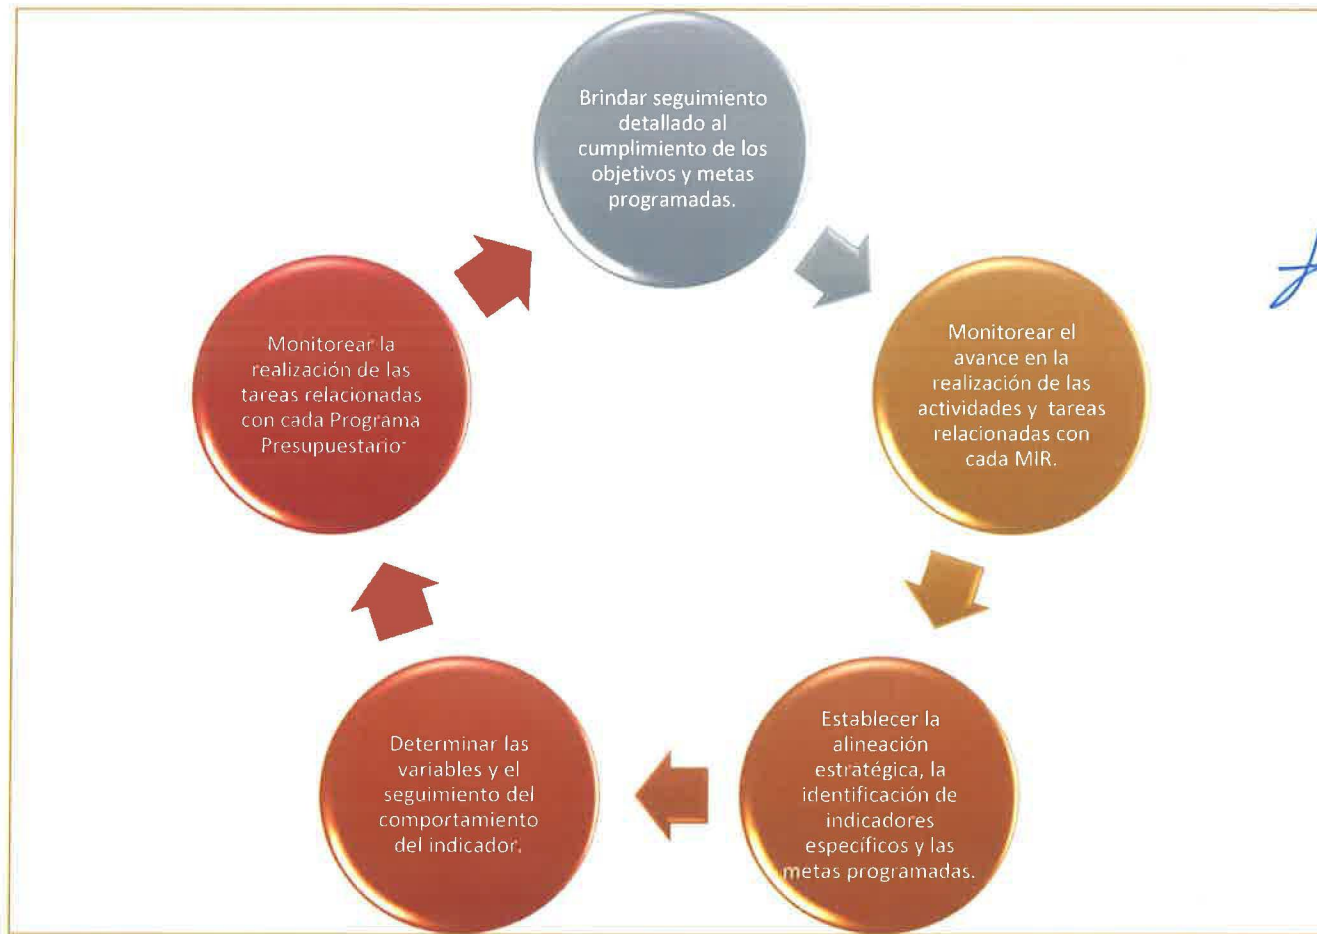 Brindar seguimiento
detallado al
cumplimiento de los
objetivos y metas
programadas.
Monitorear el
avance en la
realización de las
actividades y tareas
relacionadas con
cada MIR.
Establecer la
alineación
estratégica, la
identificación de
indicadores
específicos y las
metas programadas.
Determinar las
variables y el
seguimiento del
comportamiento
del indicador.
Monitorear la
realización de las
tareas relacionadas
con cada Programa
Presupuestario